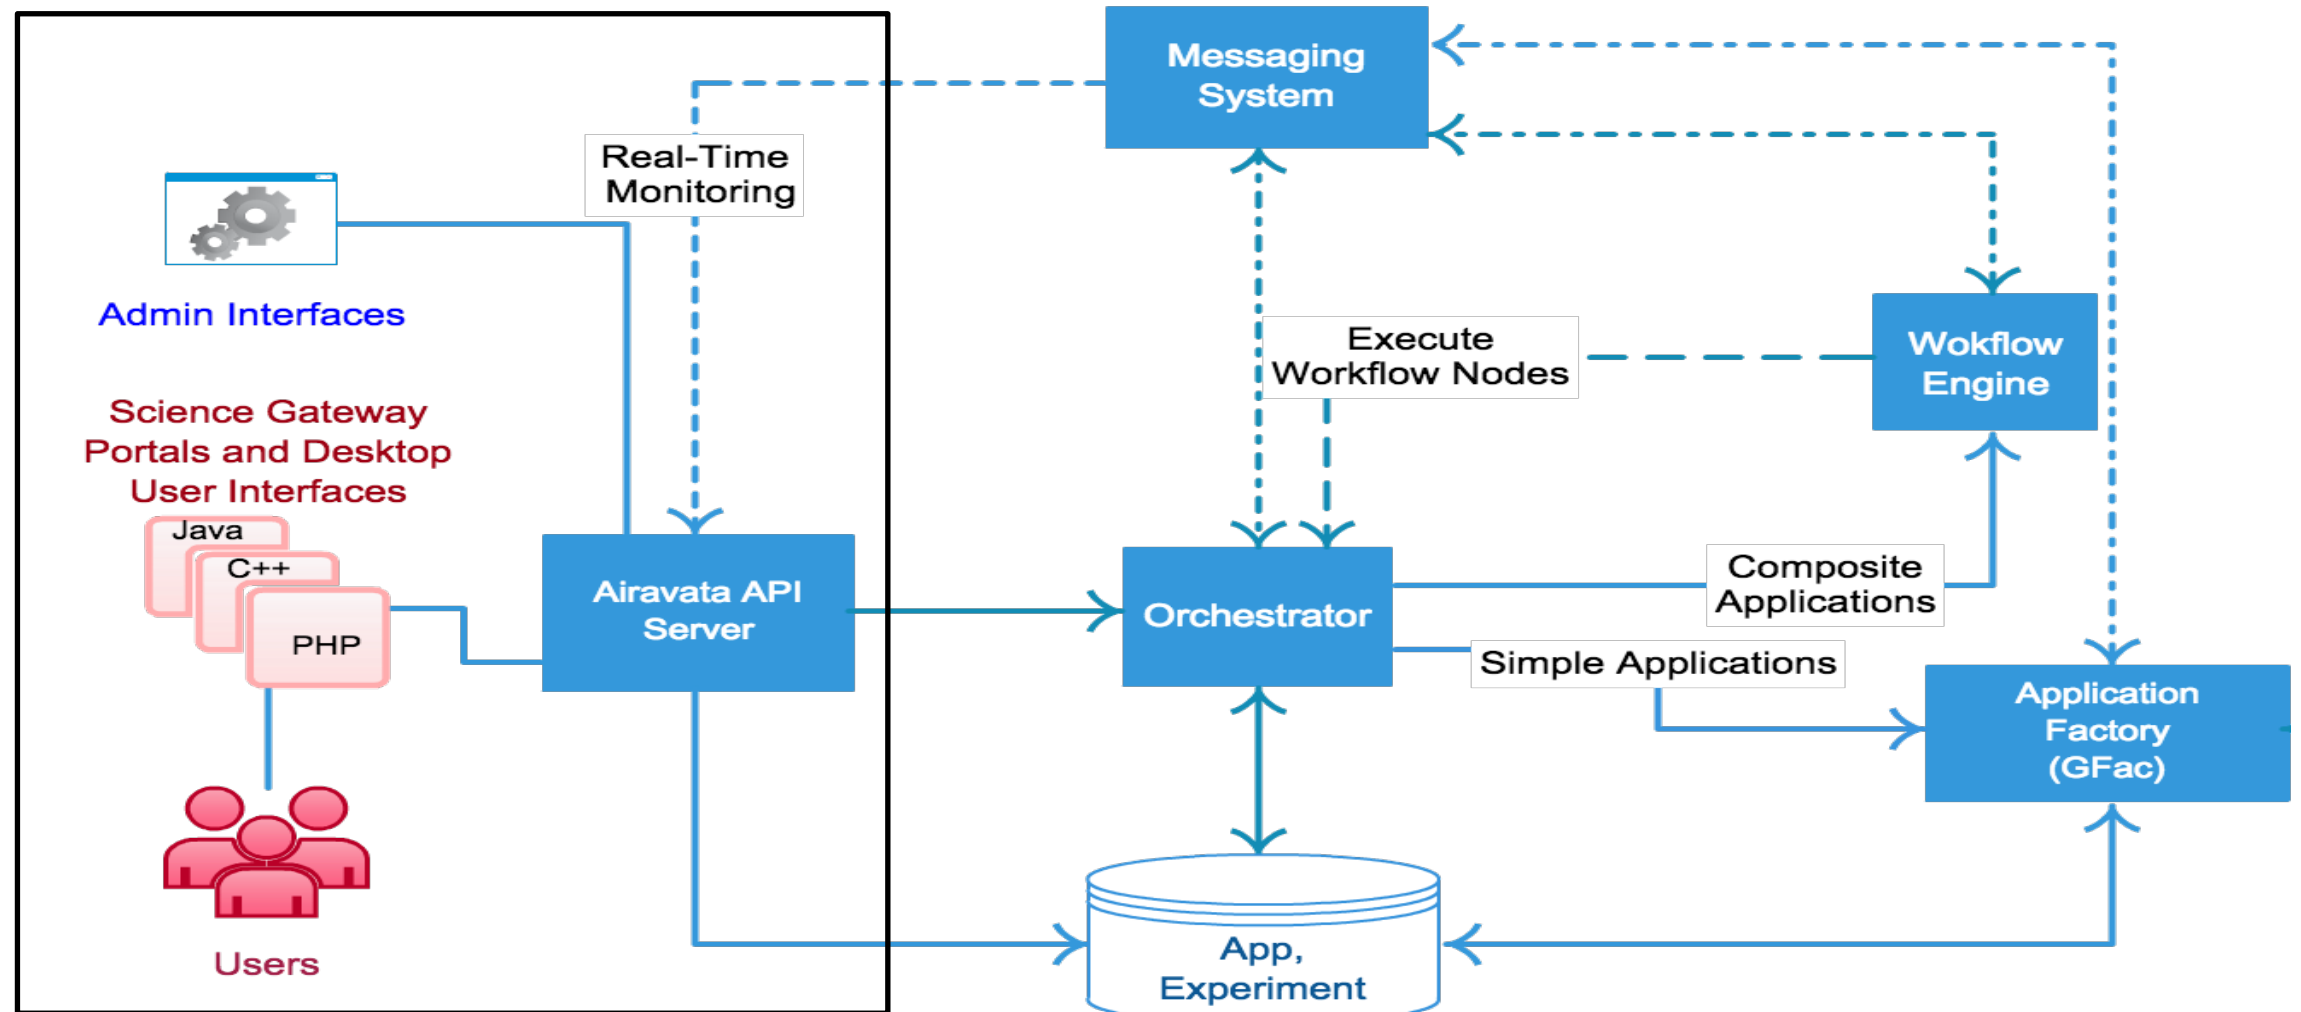 Messaging
System
Real-Time
Monitoring
Admin Interfaces
Execute
Workflow Nodes
Wokflow
Engine
Science Gateway
Portals and Desktop
User Interfaces
Java
C++
PHP
Airavata API
Server
Orchestrator
Composite
Applications
Simple Applications
Application
Factory
(GFac)
Users
App,
Experiment